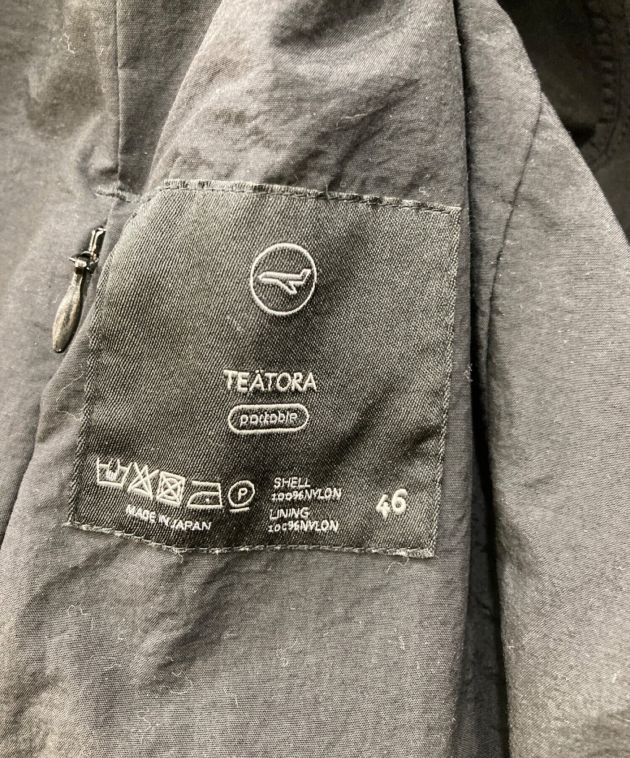 TEÄTORA
packable
P
SHELL
100%NYLON
LINING
100%NYLON
46
MADE IN JAPAN